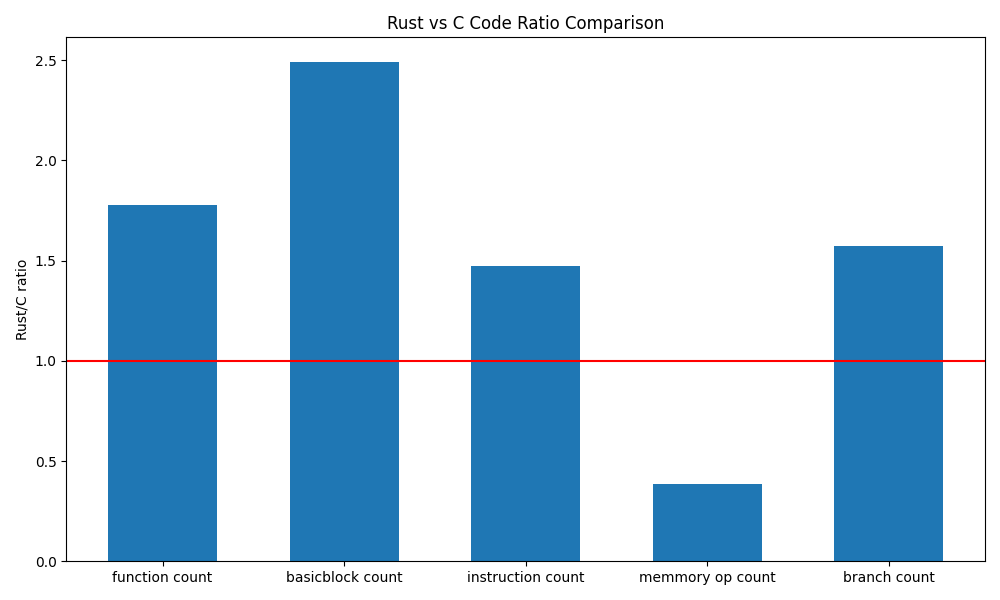 Rust vs C Code Ratio Comparison
Rust/C ratio
2.5
2.0
1.5
1.0
0.5
0.0
function count
basicblock count
instruction count
memmory op count
branch count